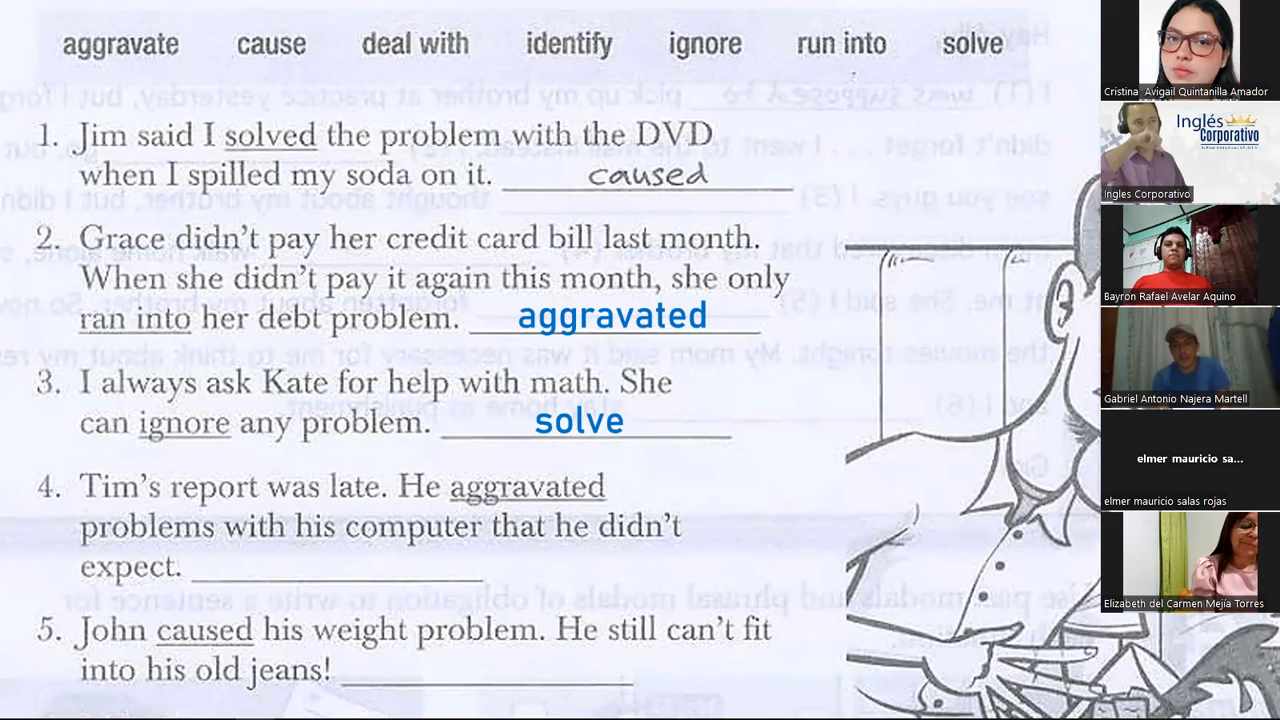 aggravate cause deal with identify ignore run into solve
1. Jim said I solved the problem with the DVD
when I spilled my soda on it. caused
2. Grace didn't pay her credit card bill last month.
When she didn't pay it again this month, she only
ran into her debt problem. aggravated
3. I always ask Kate for help with math. She
can ignore any problem. solve
4. Tim's report was late. He aggravated
problems with his computer that he didn't
expect.
5. John caused his weight problem. He still can't fit
into his old jeans!
Cristina Avigail Quintanilla Amador
Inglés
Corporativo
Ingles Corporativo
Bayron Rafael Avelar Aquino
Gabriel Antonio Najera Martell
elmer mauricio sa...
elmer mauricio salas rojas
Elizabeth del Carmen Mejía Torres